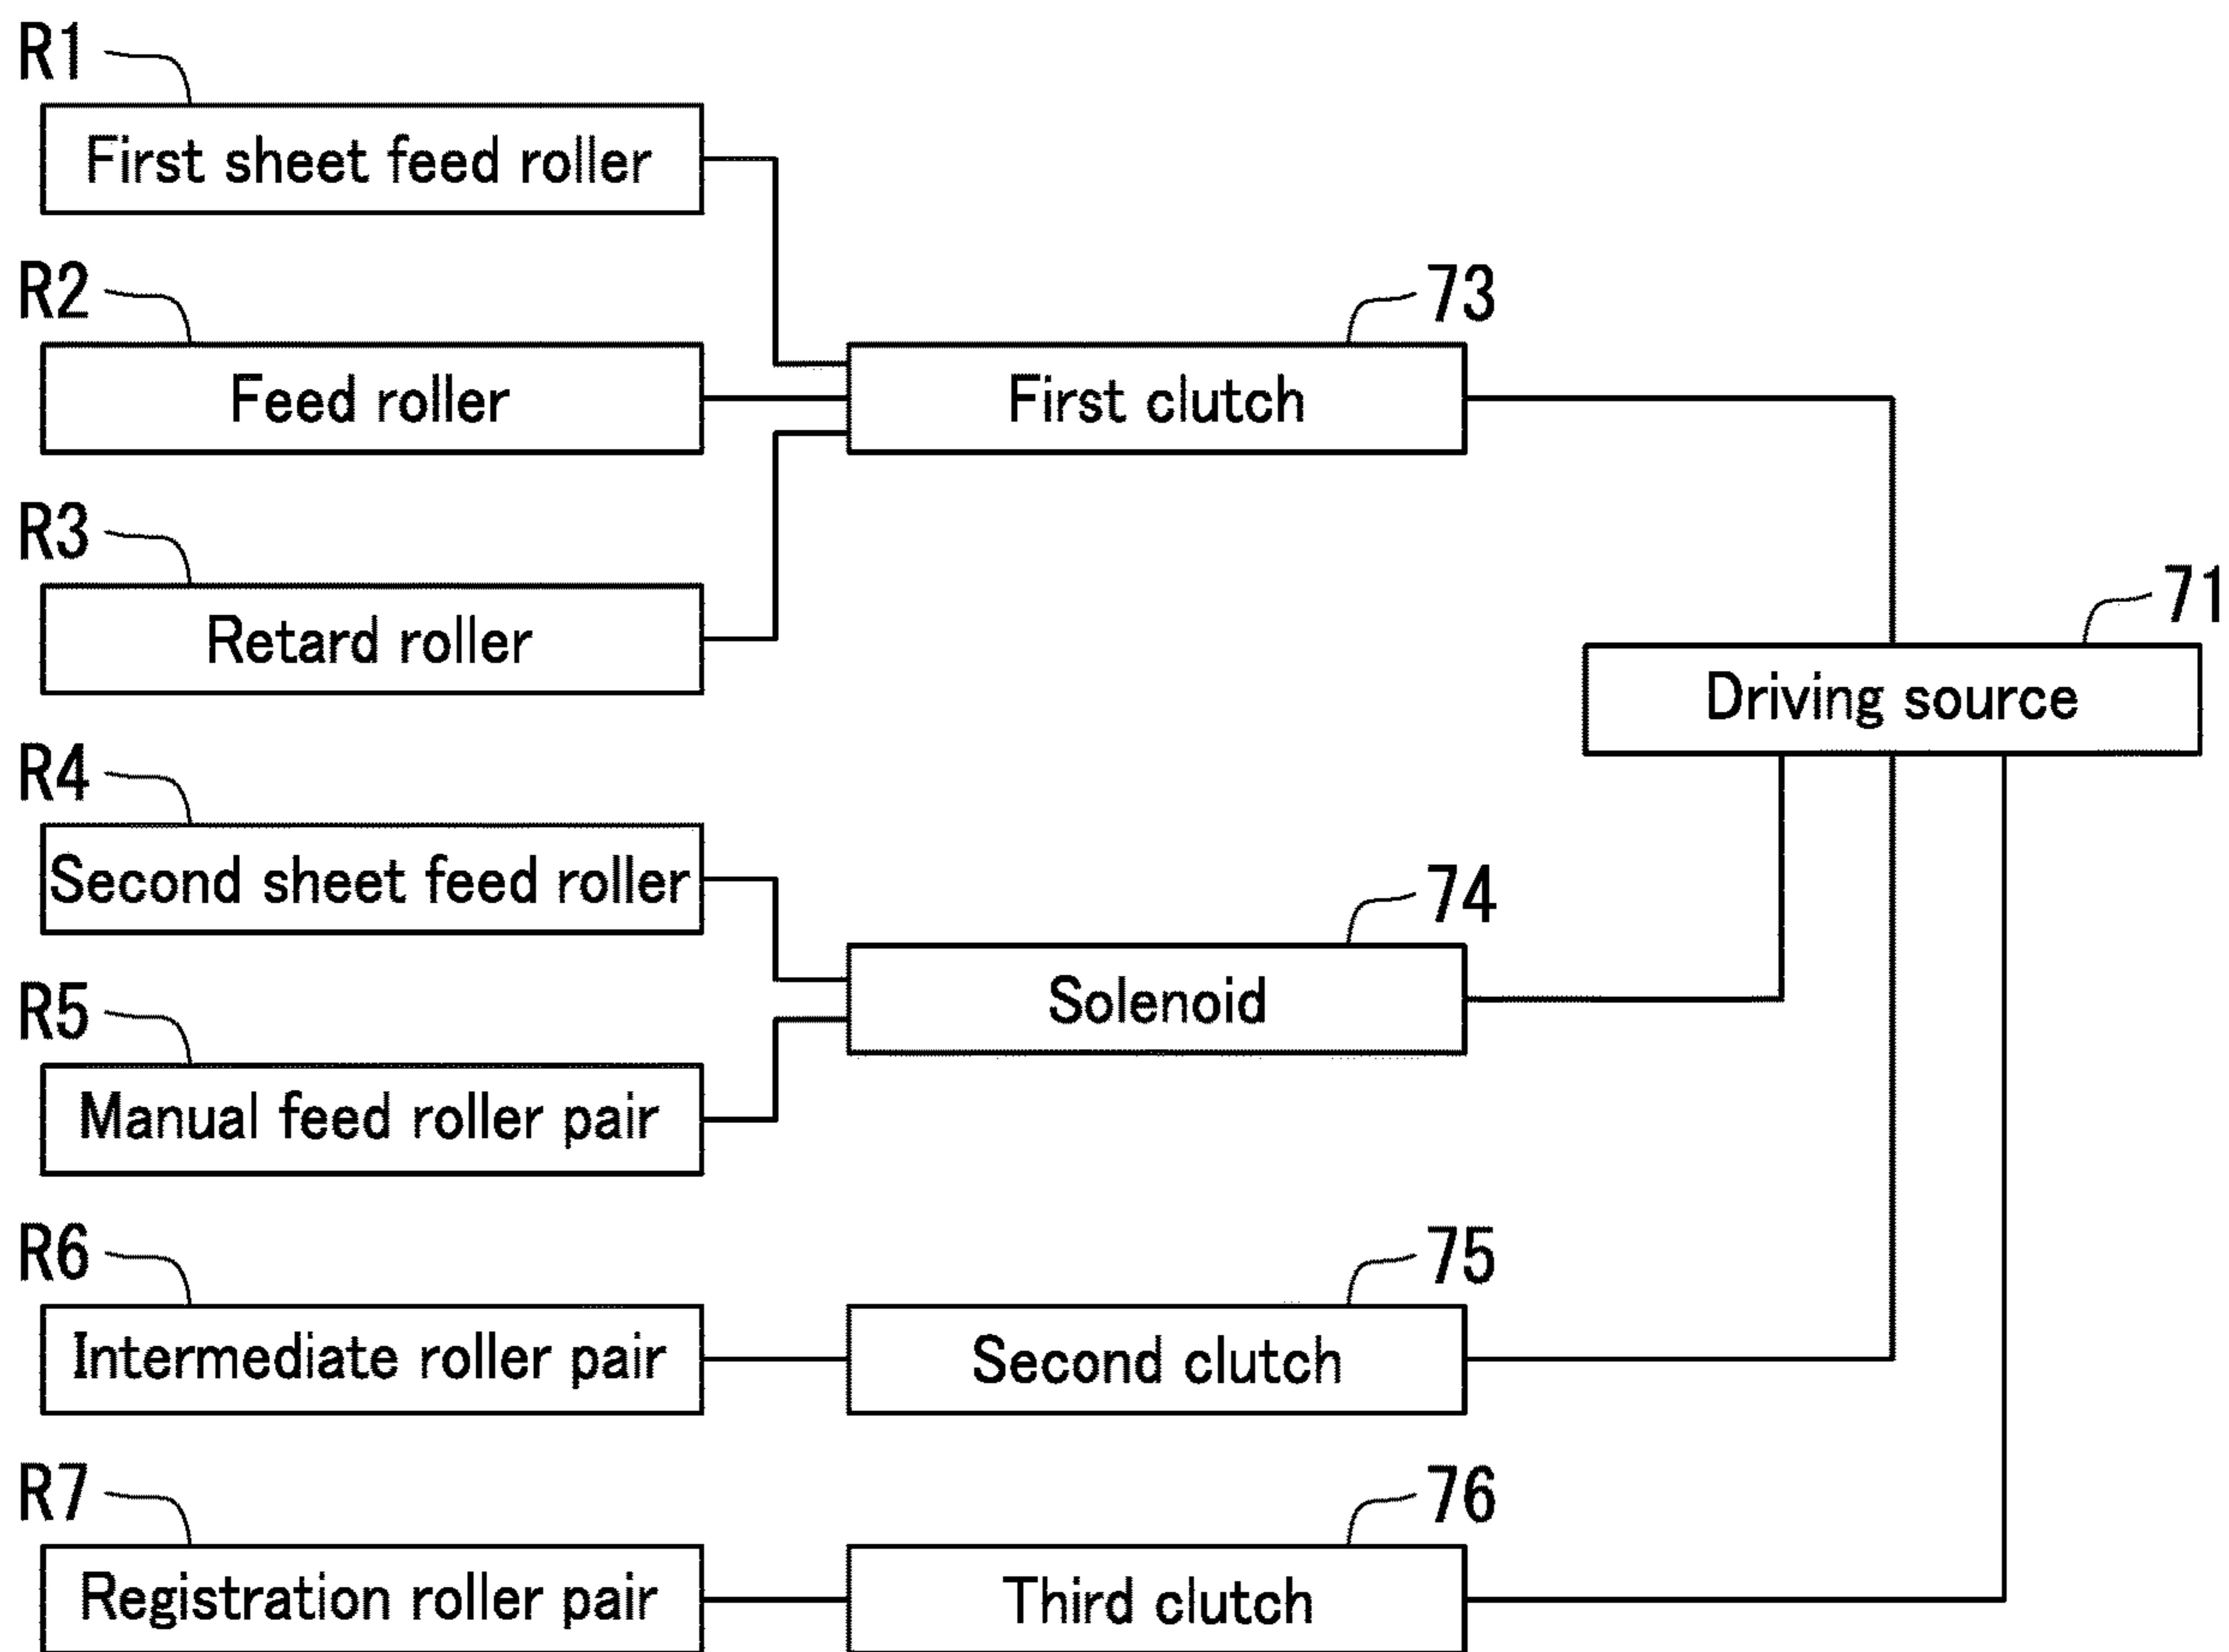 R1
First sheet feed roller
R2
73
Feed roller
First clutch
R3
71
Retard roller
Driving source
R4
Second sheet feed roller
74
R5
Solenoid
Manual feed roller pair
R6
75
Intermediate roller pair
Second clutch
R7
76
Registration roller pair
Third clutch